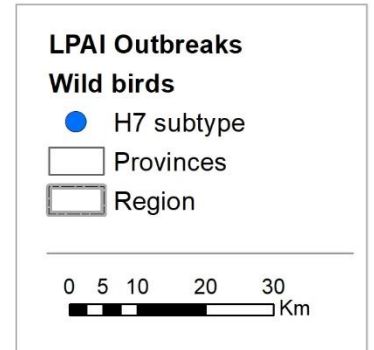 LPAI Outbreaks
Wild birds
H7 subtype
Provinces
Region
0 5 10 20 30
Km